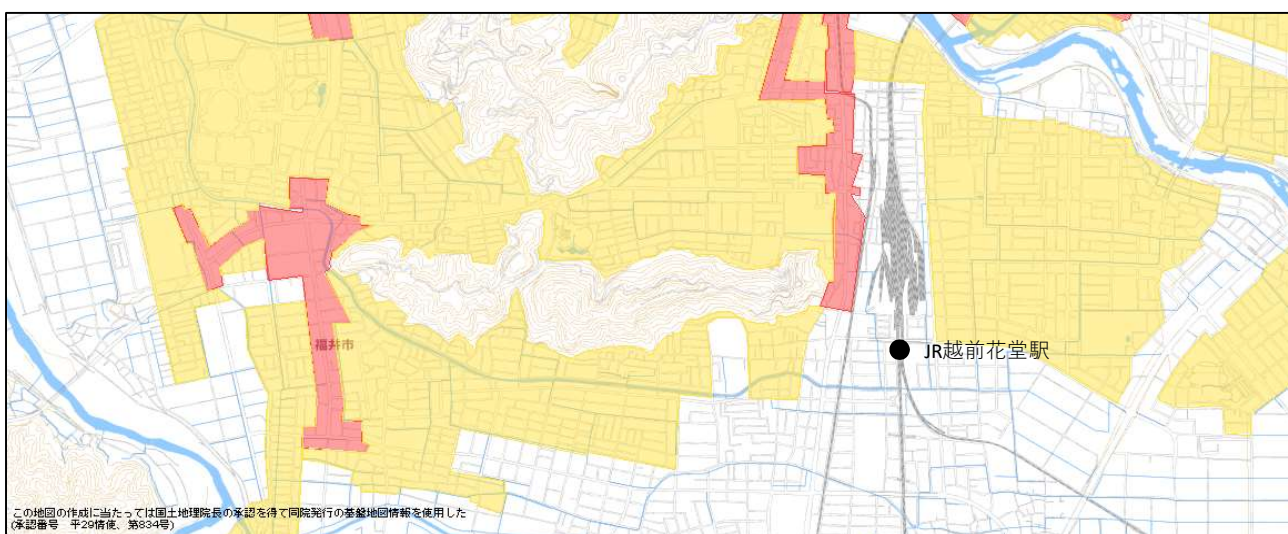 福井市
JR越前花堂駅
この地図の作成に当たっては国土地理院長の承認を得て同院発行の基盤地図情報を使用した
(承認番号 平29情使、第834号)